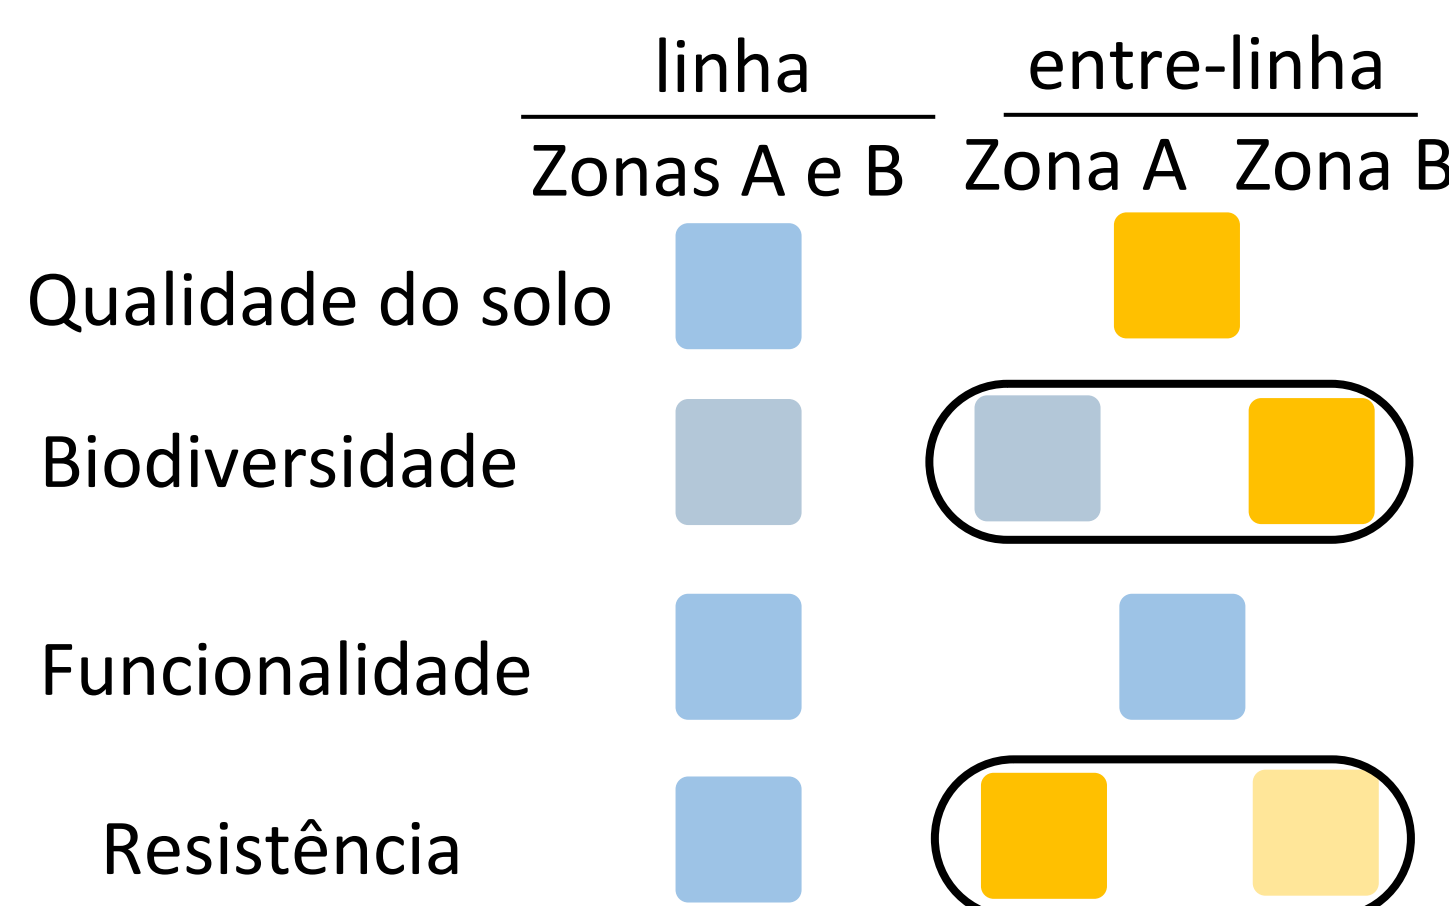 linha entre-linha
Zonas A e B Zona A Zona B
Qualidade do solo
Biodiversidade
Funcionalidade
Resistência